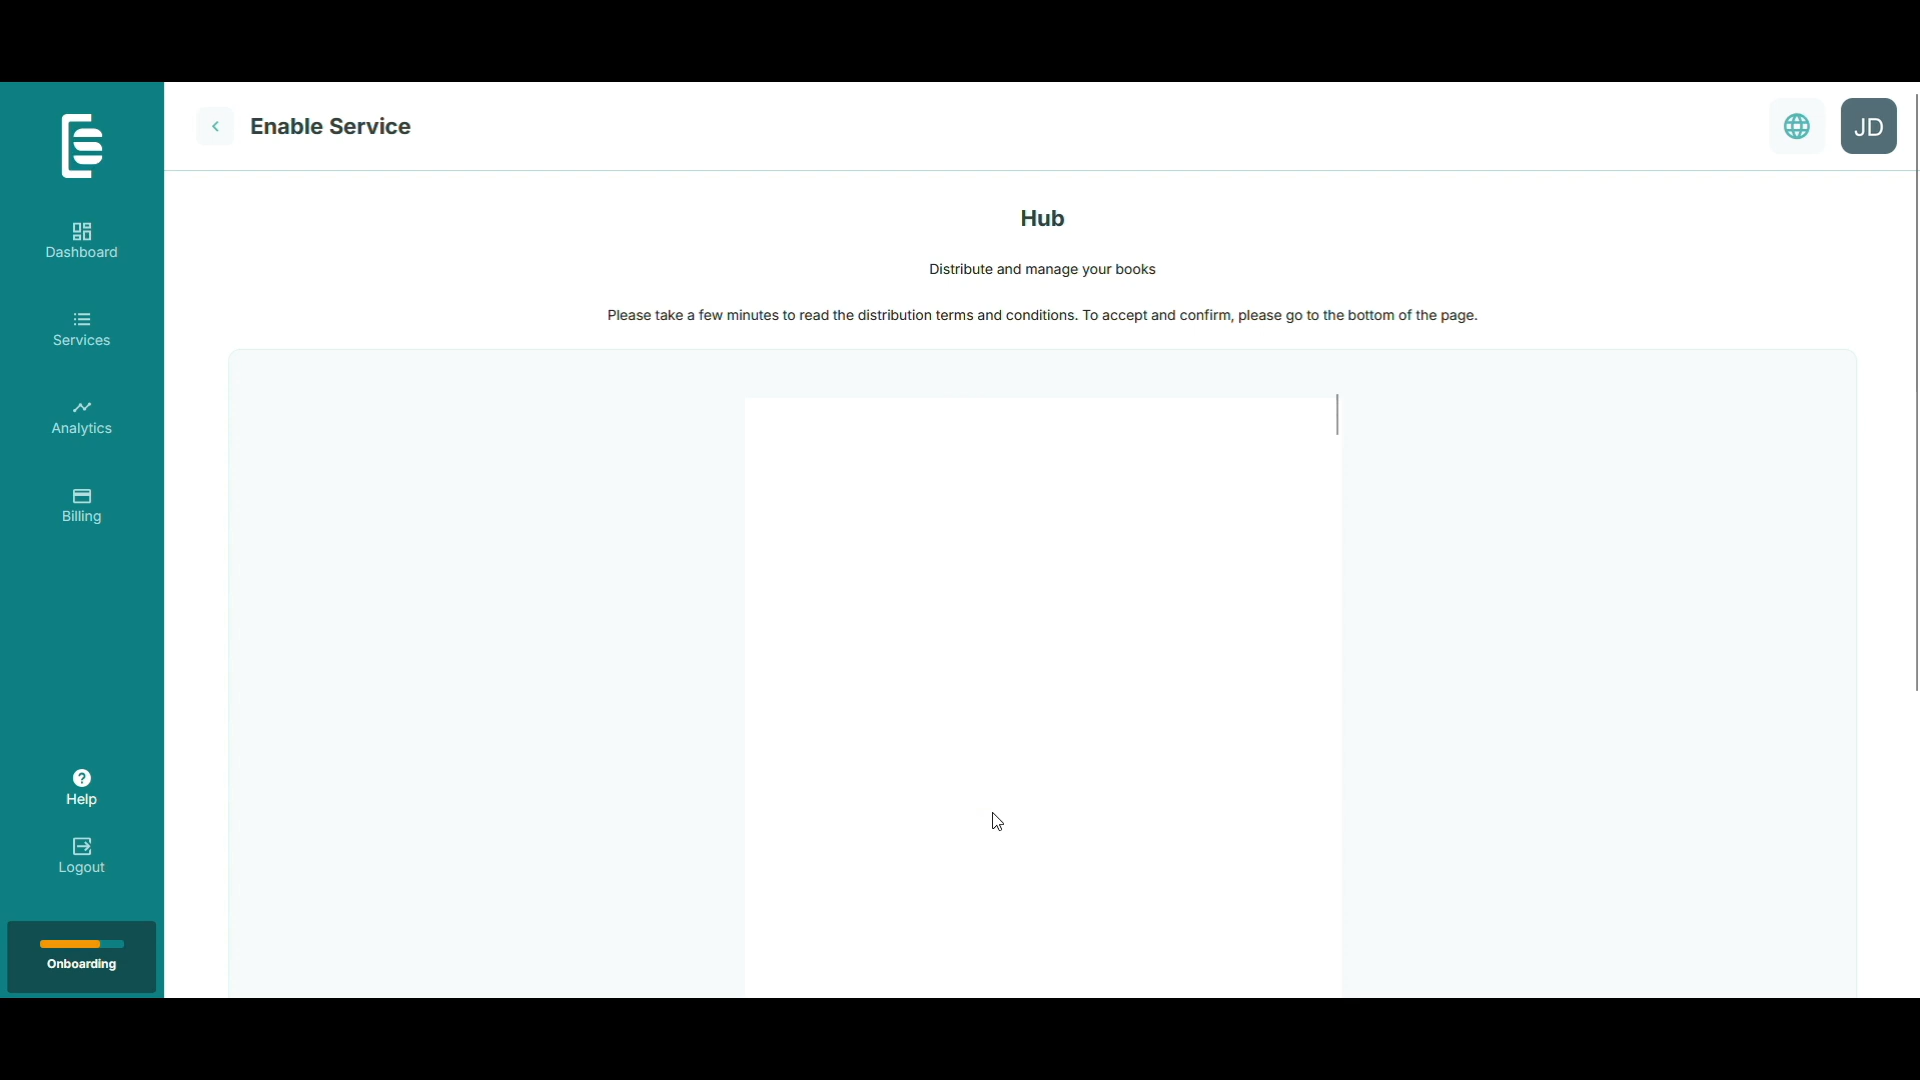 Enable Service
JD
Dashboard
Services
Analytics
Billing
Help
Logout
Onboarding
Hub
Distribute and manage your books
Please take a few minutes to read the distribution terms and conditions. To accept and confirm, please go to the bottom of the page.